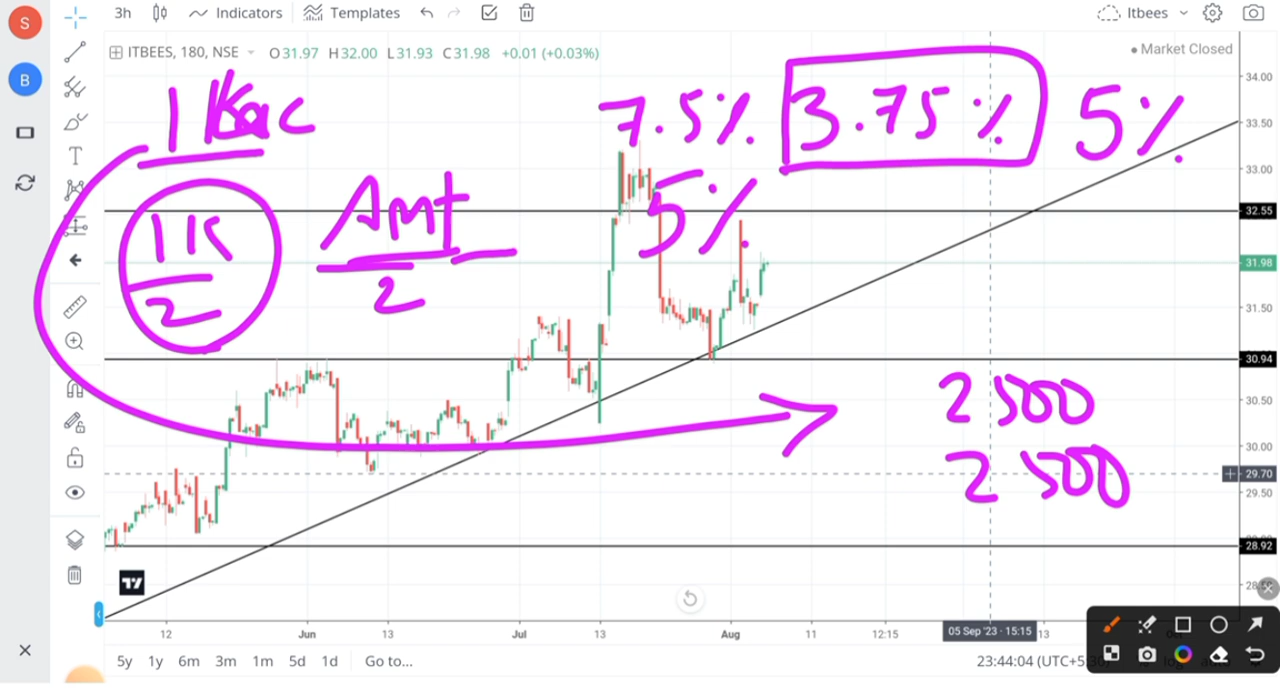 S
B
3h Indicators Templates Itbees
ITBEES, 180, NSE O31.97 H32.00 L31.93 C31.98 +0.01 (+0.03%)
Market Closed
34.00
33.50
33.00
32.55
31.98
31.50
30.94
30.50
30.00
29.70
29.50
28.92
7.5% 3.75% 5%
5%
1K
2
Amt
2
2500
2500
12 Jun 13 Jul 13 Aug 11 12:15 05 Sep '23 - 15:15 13
5y 1y 6m 3m 1m 5d 1d Go to... 23:44:04 (UTC+5:30)